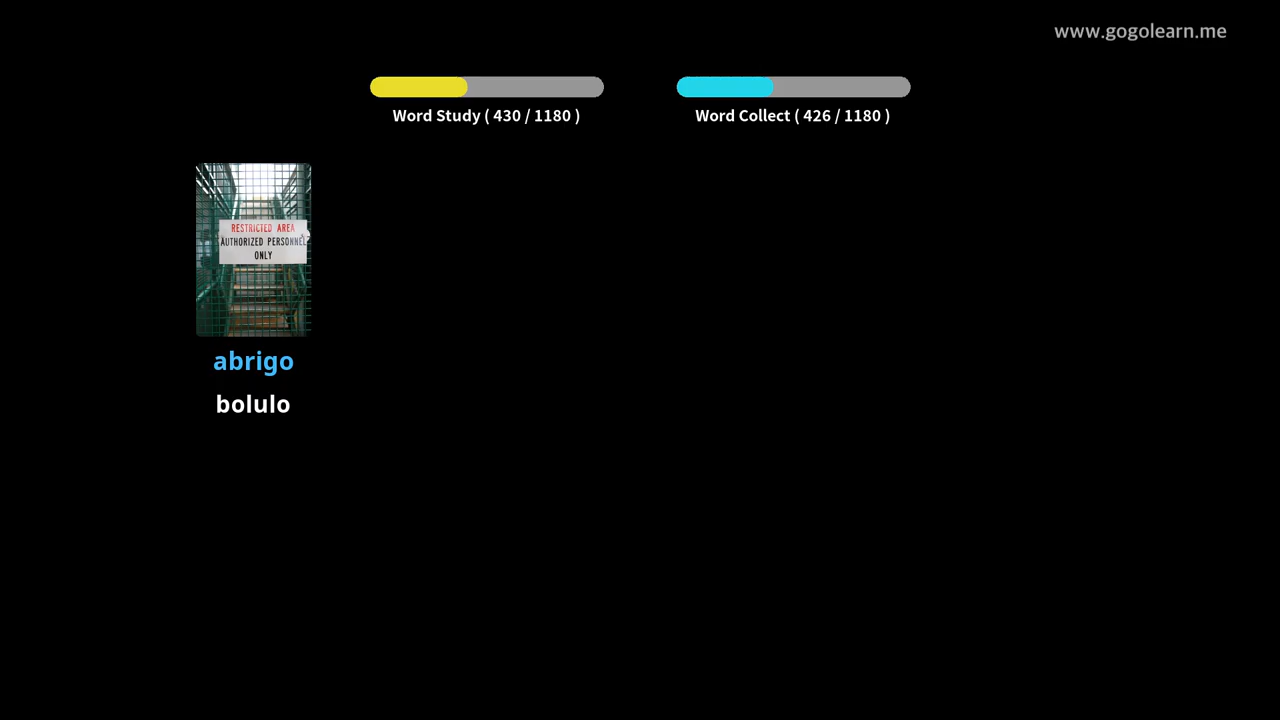 www.gogolearn.me
Word Study ( 430 / 1180 )
Word Collect ( 426 / 1180 )
RESTRICTED AREA
AUTHORIZED PERSONNEL
ONLY
abrigo
bolulo